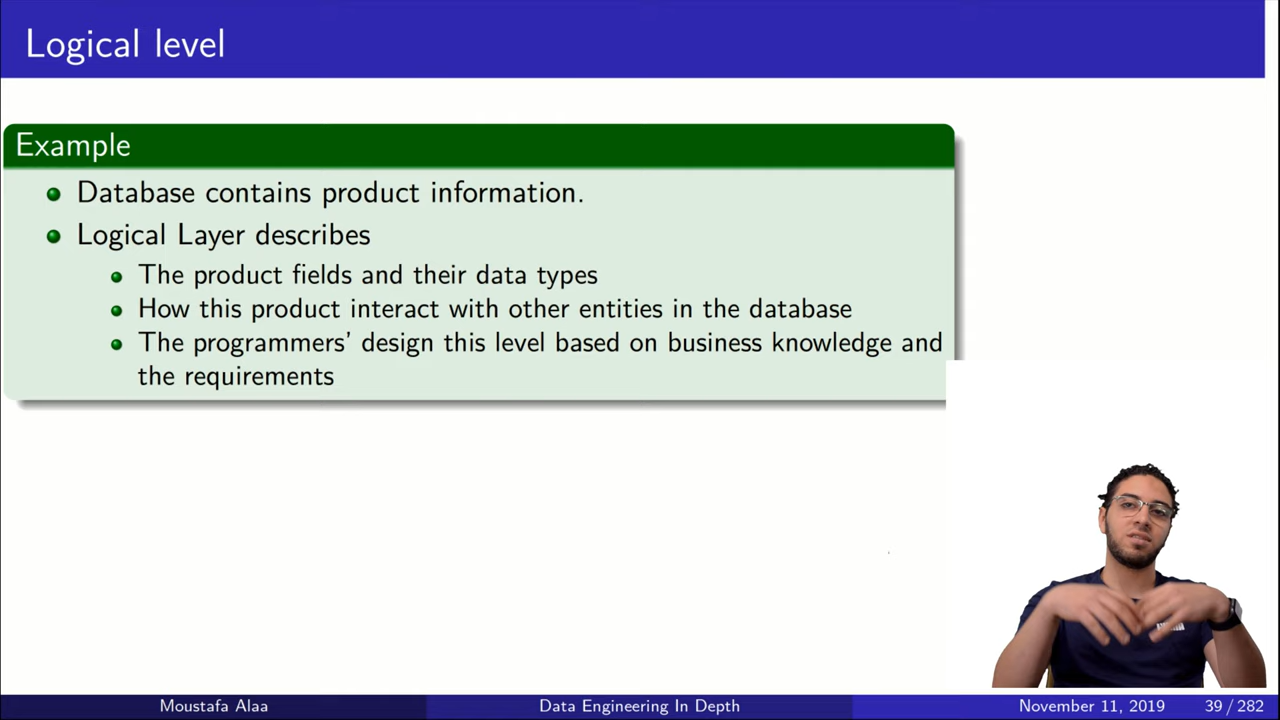 Logical level
Example
Database contains product information.
Logical Layer describes
The product fields and their data types
How this product interact with other entities in the database
The programmers' design this level based on business knowledge and
the requirements
Moustafa Alaa
Data Engineering In Depth
November 11, 2019
39 / 282